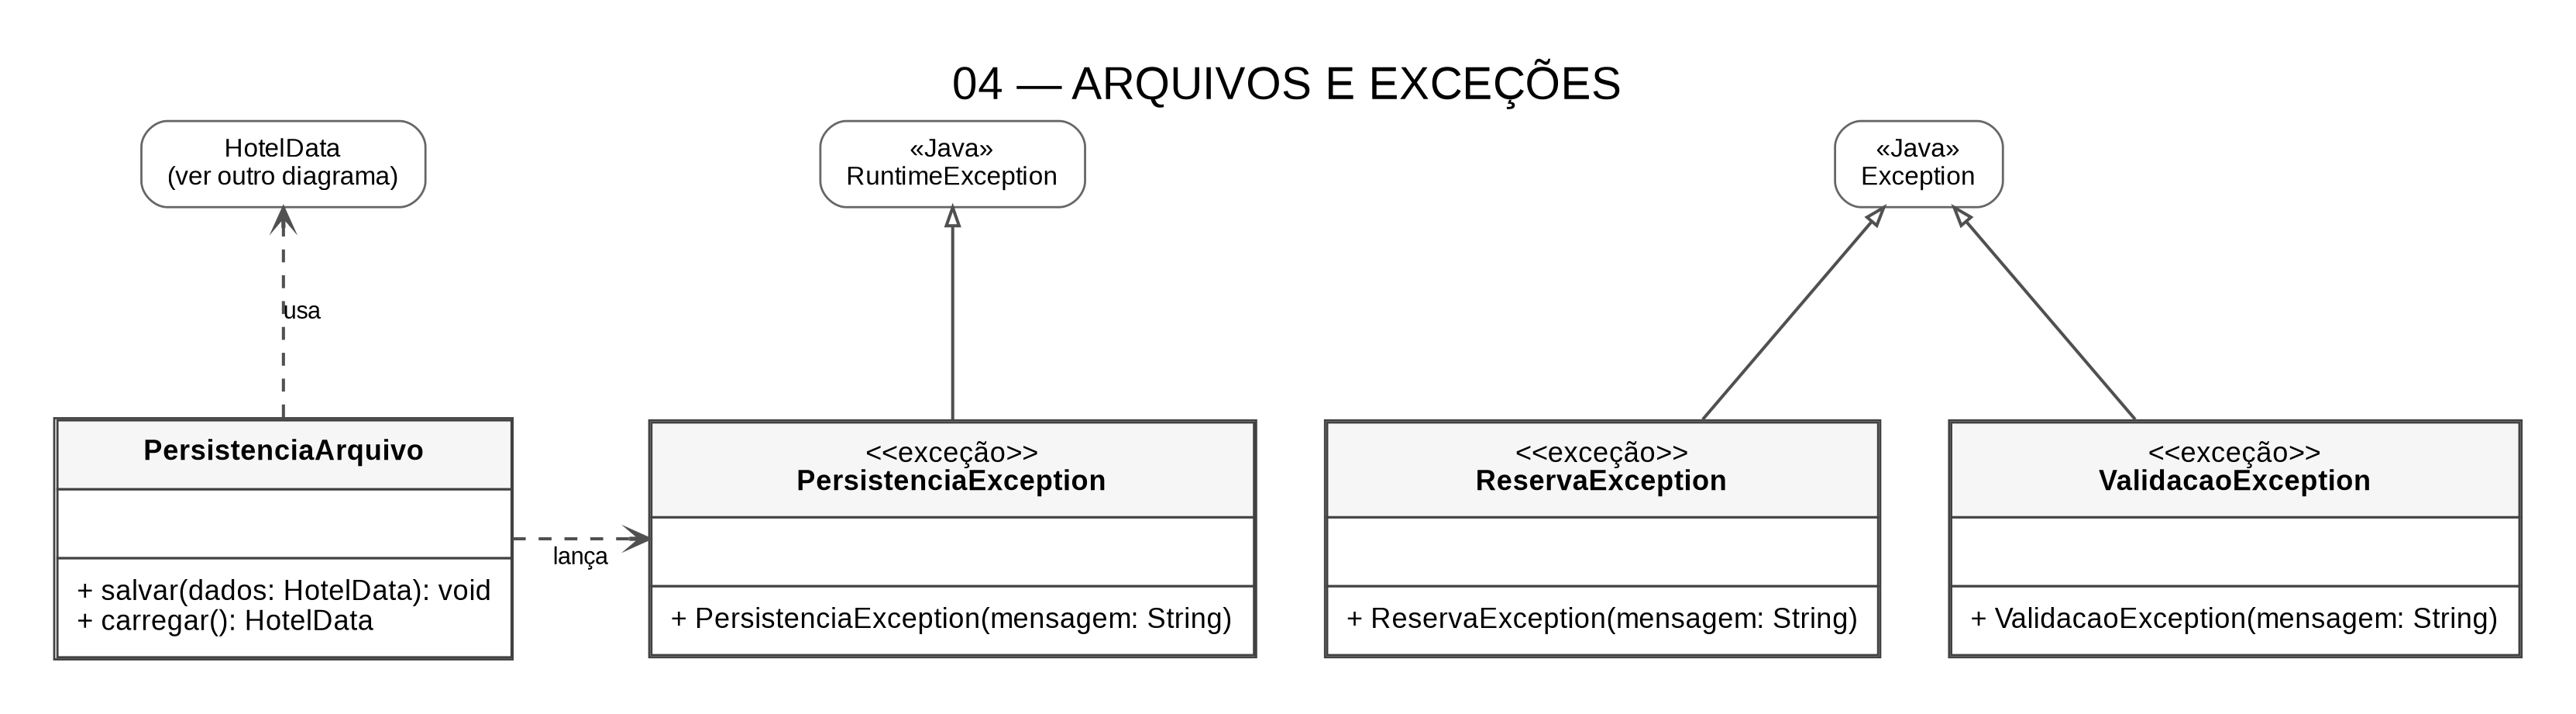 04 — ARQUIVOS E EXCEÇÕES
HotelData
(ver outro diagrama)
«Java»
RuntimeException
«Java»
Exception
usa
PersistenciaArquivo
+ salvar(dados: HotelData): void
+ carregar(): HotelData
lança
<<exceção>>
PersistenciaException
+ PersistenciaException(mensagem: String)
<<exceção>>
ReservaException
+ ReservaException(mensagem: String)
<<exceção>>
ValidacaoException
+ ValidacaoException(mensagem: String)